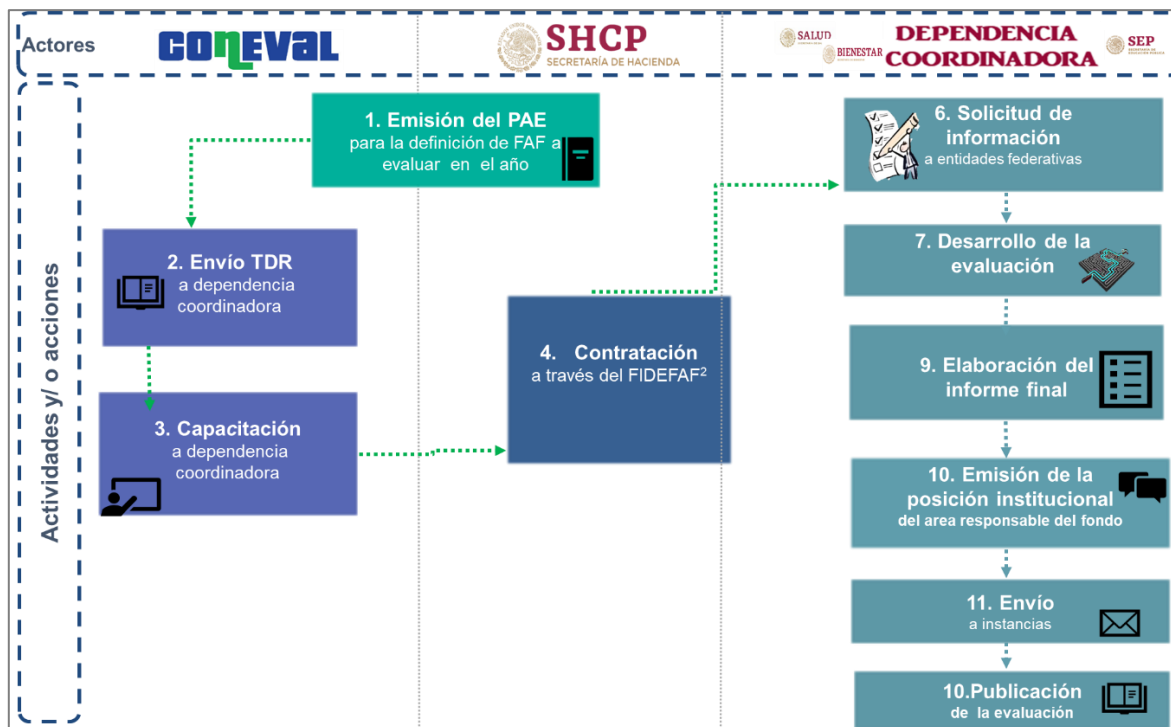 Actores
CONEVAL
SHCP
SECRETARÍA DE HACIENDA
SALUD
BIENESTAR
DEPENDENCIA
COORDINADORA
SEP
Actividades y/ o acciones
1. Emisión del PAE
para la definición de FAF a
evaluar en el año
2. Envío TDR
a dependencia
coordinadora
3. Capacitación
a dependencia
coordinadora
4. Contratación
a través del FIDEFAF²
6. Solicitud de
información
a entidades federativas
7. Desarrollo de la
evaluación
9. Elaboración del
informe final
10. Emisión de la
posición institucional
del area responsable del fondo
11. Envío
a instancias
10.Publicación
de la evaluación